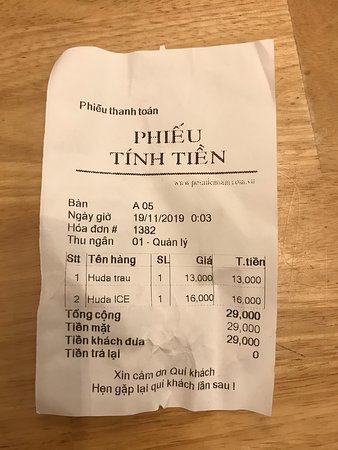 Phiếu thanh toán
PHIẾU
TÍNH TIỀN
Bàn A 05
Ngày giờ 19/11/2019 0:03
Hóa đơn # 1382
Thu ngân 01 - Quản lý
Stt Tên hàng SL Giá T.tiền
1 Huda trau 1 13,000 13,000
2 Huda ICE 1 16,000 16,000
Tổng cộng 29,000
Tiền mặt 29,000
Tiền khách đưa 29,000
Tiền trả lại 0
Xin cảm ơn Quí khách
Hẹn gặp lại quí khách lần sau !